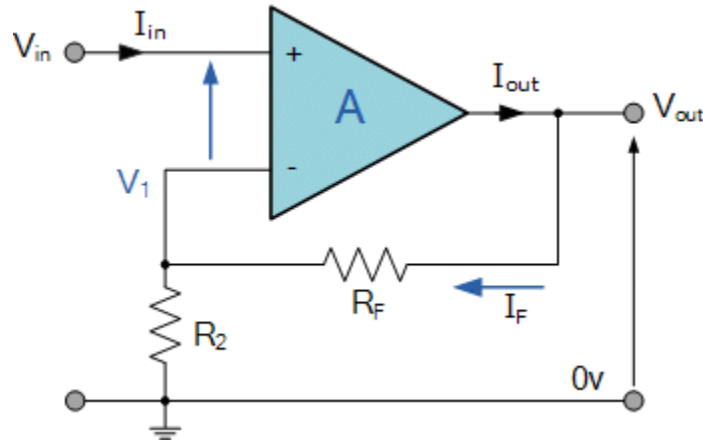 Vin
Iin
+
A
Iout
Vout
V1
-
RF
IF
R2
0v